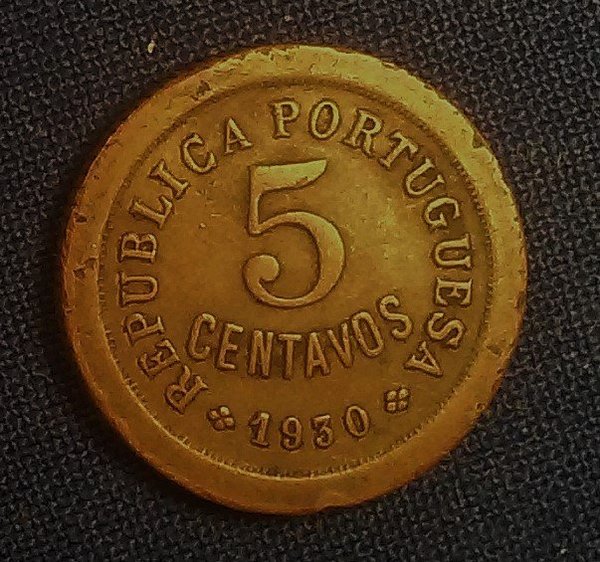 REPUBLICA PORTUGUESA
5
CENTAVOS
1930